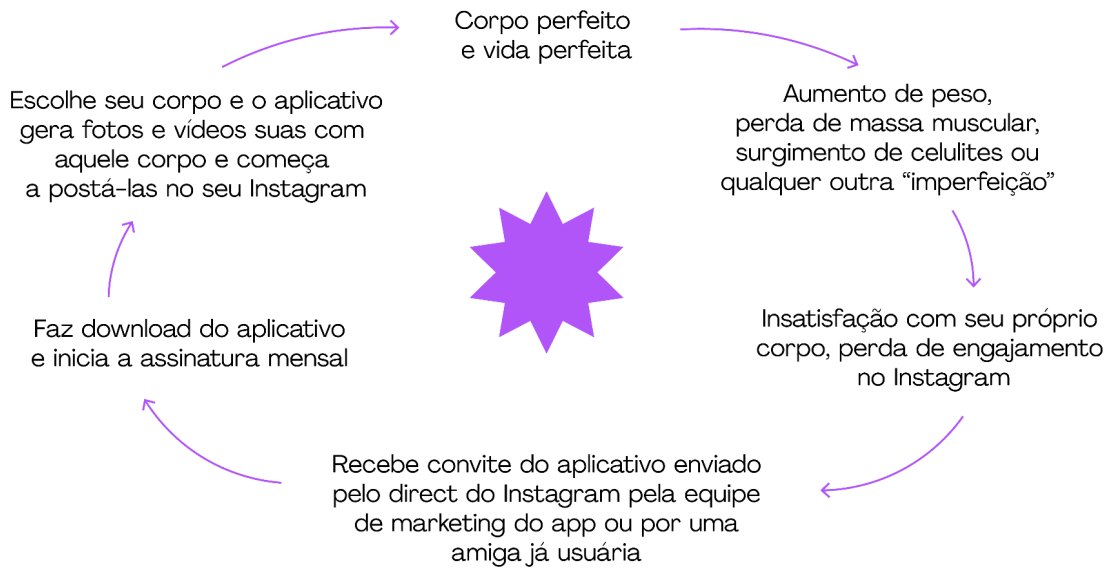 Corpo perfeito
e vida perfeita
Aumento de peso,
perda de massa muscular,
surgimento de celulites ou
qualquer outra “imperfeição”
Insatisfação com seu próprio
corpo, perda de engajamento
no Instagram
Recebe convite do aplicativo enviado
pelo direct do Instagram pela equipe
de marketing do app ou por uma
amiga já usuária
Faz download do aplicativo
e inicia a assinatura mensal
Escolhe seu corpo e o aplicativo
gera fotos e vídeos suas com
aquele corpo e começa
a postá-las no seu Instagram